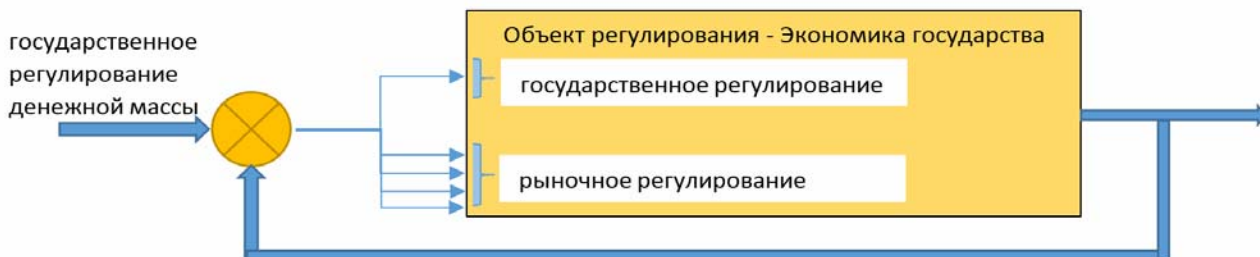 государственное
регулирование
денежной массы
Объект регулирования - Экономика государства
государственное регулирование
рыночное регулирование